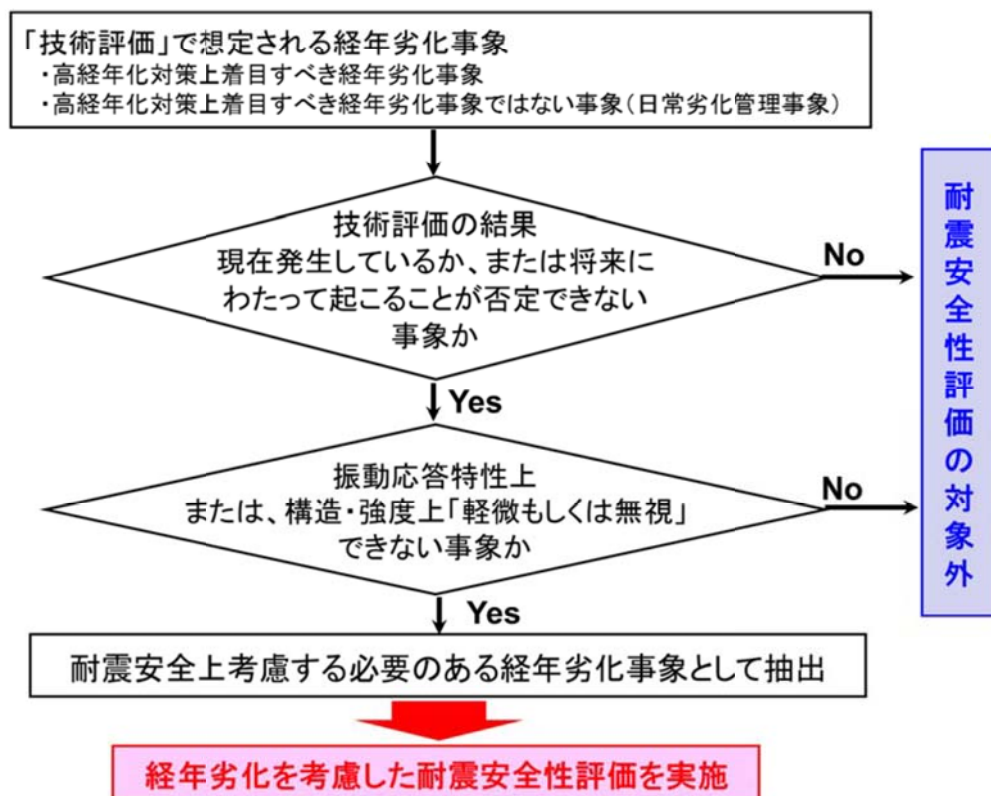 「技術評価」で想定される経年劣化事象
・高経年化対策上着目すべき経年劣化事象
・高経年化対策上着目すべき経年劣化事象ではない事象(日常劣化管理事象)
技術評価の結果
現在発生しているか、または将来に
わたって起こることが否定できない
事象か
No
Yes
振動応答特性上
または、構造・強度上「軽微もしくは無視」
できない事象か
No
Yes
耐震安全性評価の対象外
耐震安全上考慮する必要のある経年劣化事象として抽出
経年劣化を考慮した耐震安全性評価を実施